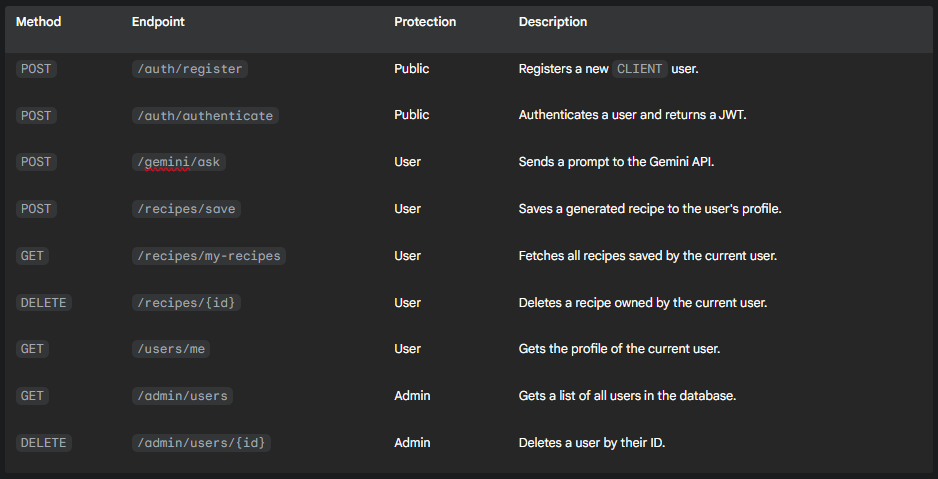 Method Endpoint Protection Description
POST /auth/register Public Registers a new CLIENT user.
POST /auth/authenticate Public Authenticates a user and returns a JWT.
POST /gemini/ask User Sends a prompt to the Gemini API.
POST /recipes/save User Saves a generated recipe to the user's profile.
GET /recipes/my-recipes User Fetches all recipes saved by the current user.
DELETE /recipes/{id} User Deletes a recipe owned by the current user.
GET /users/me User Gets the profile of the current user.
GET /admin/users Admin Gets a list of all users in the database.
DELETE /admin/users/{id} Admin Deletes a user by their ID.